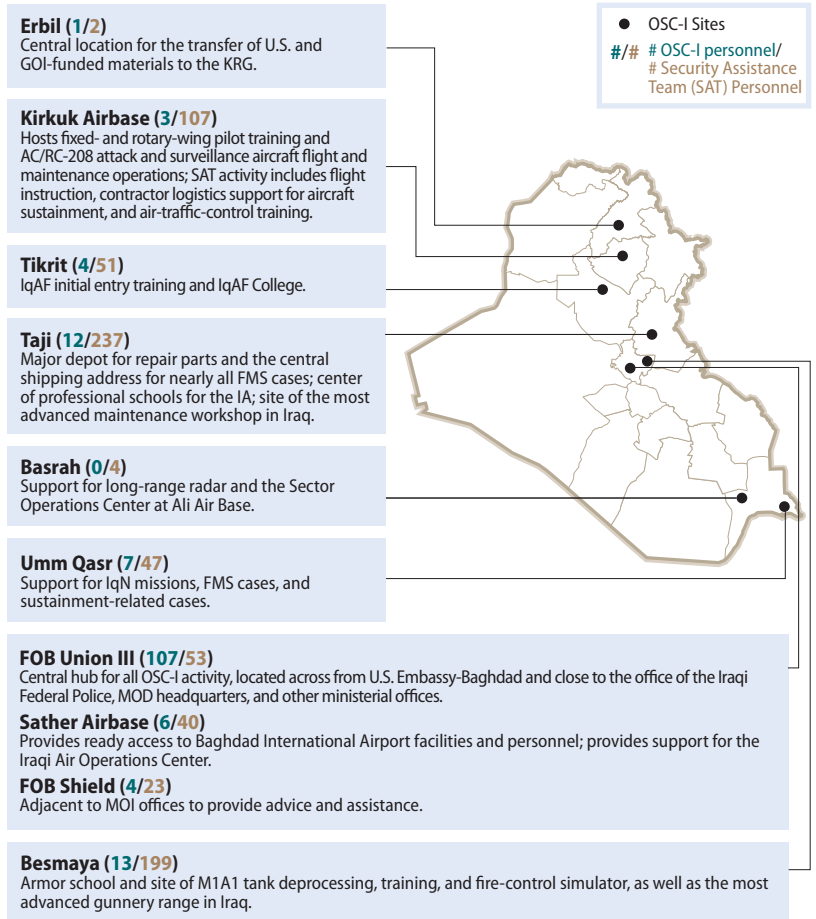 Erbil (1/2)
Central location for the transfer of U.S. and
GOI-funded materials to the KRG.
OSC-I Sites
#/# # OSC-I personnel/
# Security Assistance
Team (SAT) Personnel
Kirkuk Airbase (3/107)
Hosts fixed- and rotary-wing pilot training and
AC/RC-208 attack and surveillance aircraft flight and
maintenance operations; SAT activity includes flight
instruction, contractor logistics support for aircraft
sustainment, and air-traffic-control training.
Tikrit (4/51)
IqAF initial entry training and IqAF College.
Taji (12/237)
Major depot for repair parts and the central
shipping address for nearly all FMS cases; center
of professional schools for the IA; site of the most
advanced maintenance workshop in Iraq.
Basrah (0/4)
Support for long-range radar and the Sector
Operations Center at Ali Air Base.
Umm Qasr (7/47)
Support for IqN missions, FMS cases, and
sustainment-related cases.
FOB Union III (107/53)
Central hub for all OSC-I activity, located across from U.S. Embassy-Baghdad and close to the office of the Iraqi
Federal Police, MOD headquarters, and other ministerial offices.
Sather Airbase (6/40)
Provides ready access to Baghdad International Airport facilities and personnel; provides support for the
Iraqi Air Operations Center.
FOB Shield (4/23)
Adjacent to MOI offices to provide advice and assistance.
Besmaya (13/199)
Armor school and site of M1A1 tank deprocessing, training, and fire-control simulator, as well as the most
advanced gunnery range in Iraq.